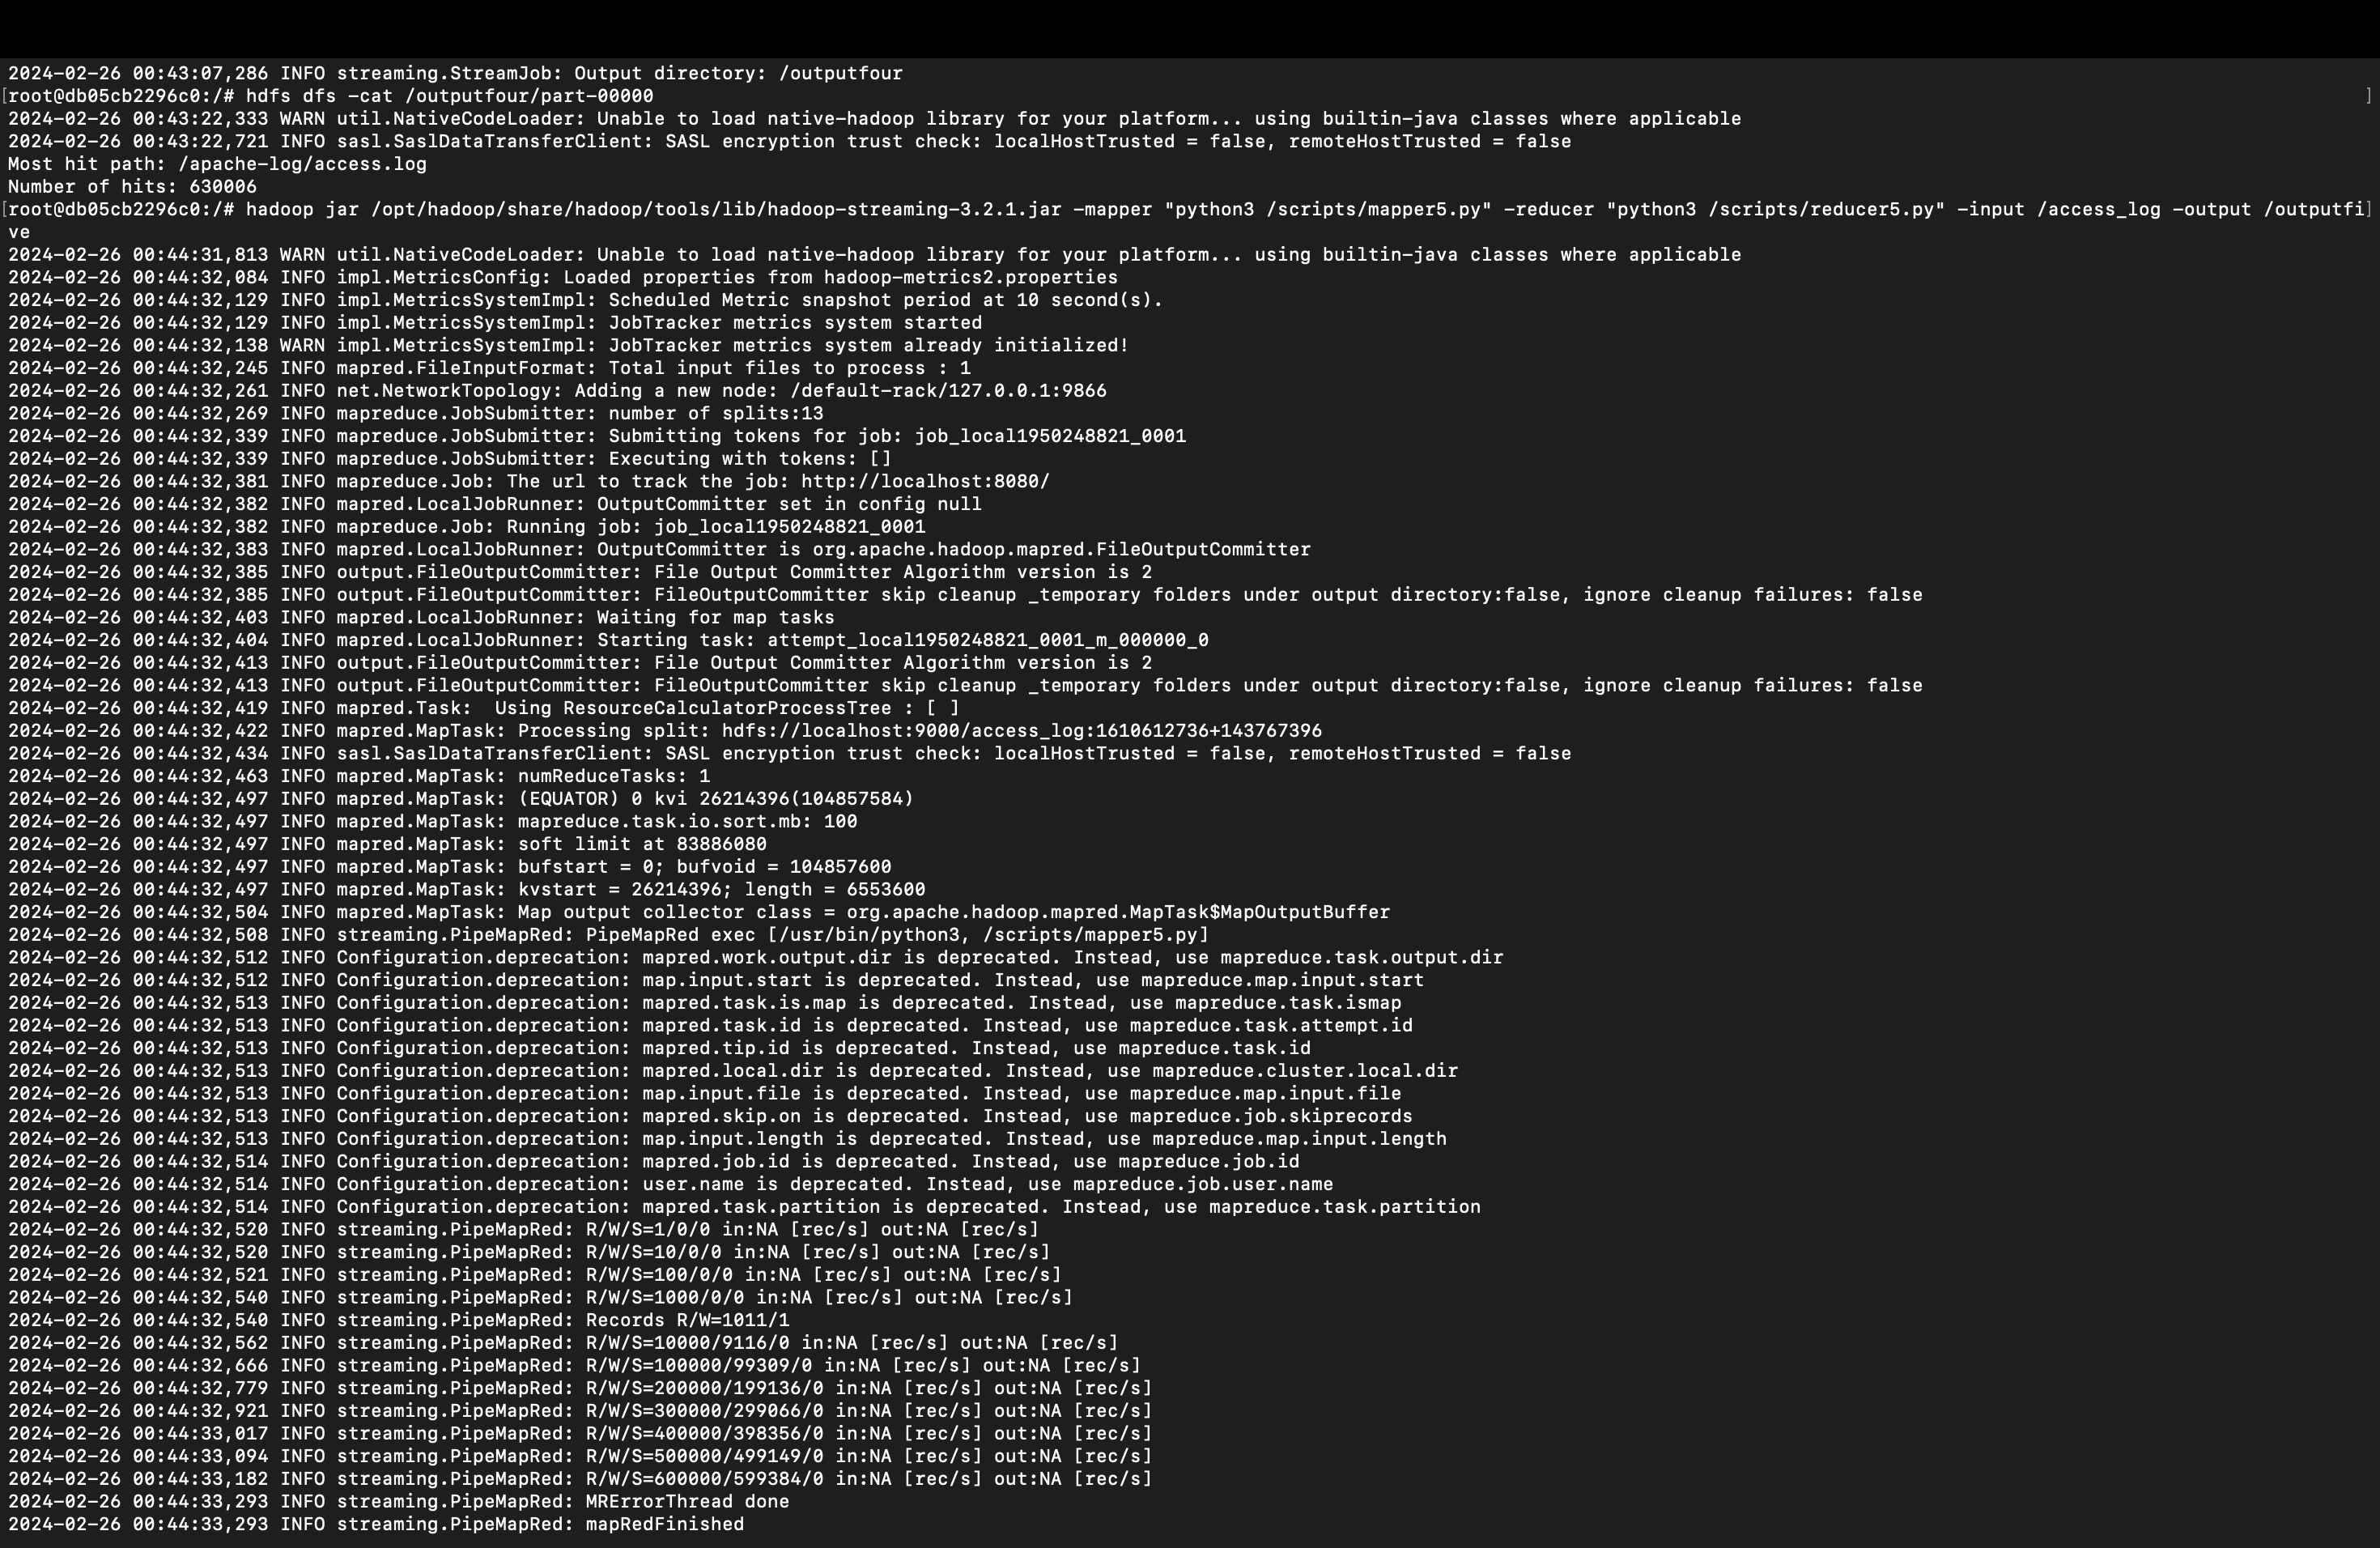 2024-02-26 00:43:07,286 INFO streaming.StreamJob: Output directory: /outputfour
[root@db05cb2296c0:/# hdfs dfs -cat /outputfour/part-00000 ]
2024-02-26 00:43:22,333 WARN util.NativeCodeLoader: Unable to load native-hadoop library for your platform... using builtin-java classes where applicable
2024-02-26 00:43:22,721 INFO sasl.SaslDataTransferClient: SASL encryption trust check: localHostTrusted = false, remoteHostTrusted = false
Most hit path: /apache-log/access.log
Number of hits: 630006
[root@db05cb2296c0:/# hadoop jar /opt/hadoop/share/hadoop/tools/lib/hadoop-streaming-3.2.1.jar -mapper "python3 /scripts/mapper5.py" -reducer "python3 /scripts/reducer5.py" -input /access_log -output /outputfi]
ve
2024-02-26 00:44:31,813 WARN util.NativeCodeLoader: Unable to load native-hadoop library for your platform... using builtin-java classes where applicable
2024-02-26 00:44:32,084 INFO impl.MetricsConfig: Loaded properties from hadoop-metrics2.properties
2024-02-26 00:44:32,129 INFO impl.MetricsSystemImpl: Scheduled Metric snapshot period at 10 second(s).
2024-02-26 00:44:32,129 INFO impl.MetricsSystemImpl: JobTracker metrics system started
2024-02-26 00:44:32,138 WARN impl.MetricsSystemImpl: JobTracker metrics system already initialized!
2024-02-26 00:44:32,245 INFO mapred.FileInputFormat: Total input files to process : 1
2024-02-26 00:44:32,261 INFO net.NetworkTopology: Adding a new node: /default-rack/127.0.0.1:9866
2024-02-26 00:44:32,269 INFO mapreduce.JobSubmitter: number of splits:13
2024-02-26 00:44:32,339 INFO mapreduce.JobSubmitter: Submitting tokens for job: job_local1950248821_0001
2024-02-26 00:44:32,339 INFO mapreduce.JobSubmitter: Executing with tokens: []
2024-02-26 00:44:32,381 INFO mapreduce.Job: The url to track the job: http://localhost:8080/
2024-02-26 00:44:32,382 INFO mapred.LocalJobRunner: OutputCommitter set in config null
2024-02-26 00:44:32,382 INFO mapreduce.Job: Running job: job_local1950248821_0001
2024-02-26 00:44:32,383 INFO mapred.LocalJobRunner: OutputCommitter is org.apache.hadoop.mapred.FileOutputCommitter
2024-02-26 00:44:32,385 INFO output.FileOutputCommitter: File Output Committer Algorithm version is 2
2024-02-26 00:44:32,385 INFO output.FileOutputCommitter: FileOutputCommitter skip cleanup _temporary folders under output directory:false, ignore cleanup failures: false
2024-02-26 00:44:32,403 INFO mapred.LocalJobRunner: Waiting for map tasks
2024-02-26 00:44:32,404 INFO mapred.LocalJobRunner: Starting task: attempt_local1950248821_0001_m_000000_0
2024-02-26 00:44:32,413 INFO output.FileOutputCommitter: File Output Committer Algorithm version is 2
2024-02-26 00:44:32,413 INFO output.FileOutputCommitter: FileOutputCommitter skip cleanup _temporary folders under output directory:false, ignore cleanup failures: false
2024-02-26 00:44:32,419 INFO mapred.Task:  Using ResourceCalculatorProcessTree : [ ]
2024-02-26 00:44:32,422 INFO mapred.MapTask: Processing split: hdfs://localhost:9000/access_log:1610612736+143767396
2024-02-26 00:44:32,434 INFO sasl.SaslDataTransferClient: SASL encryption trust check: localHostTrusted = false, remoteHostTrusted = false
2024-02-26 00:44:32,463 INFO mapred.MapTask: numReduceTasks: 1
2024-02-26 00:44:32,497 INFO mapred.MapTask: (EQUATOR) 0 kvi 26214396(104857584)
2024-02-26 00:44:32,497 INFO mapred.MapTask: mapreduce.task.io.sort.mb: 100
2024-02-26 00:44:32,497 INFO mapred.MapTask: soft limit at 83886080
2024-02-26 00:44:32,497 INFO mapred.MapTask: bufstart = 0; bufvoid = 104857600
2024-02-26 00:44:32,497 INFO mapred.MapTask: kvstart = 26214396; length = 6553600
2024-02-26 00:44:32,504 INFO mapred.MapTask: Map output collector class = org.apache.hadoop.mapred.MapTask$MapOutputBuffer
2024-02-26 00:44:32,508 INFO streaming.PipeMapRed: PipeMapRed exec [/usr/bin/python3, /scripts/mapper5.py]
2024-02-26 00:44:32,512 INFO Configuration.deprecation: mapred.work.output.dir is deprecated. Instead, use mapreduce.task.output.dir
2024-02-26 00:44:32,512 INFO Configuration.deprecation: map.input.start is deprecated. Instead, use mapreduce.map.input.start
2024-02-26 00:44:32,513 INFO Configuration.deprecation: mapred.task.is.map is deprecated. Instead, use mapreduce.task.ismap
2024-02-26 00:44:32,513 INFO Configuration.deprecation: mapred.task.id is deprecated. Instead, use mapreduce.task.attempt.id
2024-02-26 00:44:32,513 INFO Configuration.deprecation: mapred.tip.id is deprecated. Instead, use mapreduce.task.id
2024-02-26 00:44:32,513 INFO Configuration.deprecation: mapred.local.dir is deprecated. Instead, use mapreduce.cluster.local.dir
2024-02-26 00:44:32,513 INFO Configuration.deprecation: map.input.file is deprecated. Instead, use mapreduce.map.input.file
2024-02-26 00:44:32,513 INFO Configuration.deprecation: mapred.skip.on is deprecated. Instead, use mapreduce.job.skiprecords
2024-02-26 00:44:32,513 INFO Configuration.deprecation: map.input.length is deprecated. Instead, use mapreduce.map.input.length
2024-02-26 00:44:32,514 INFO Configuration.deprecation: mapred.job.id is deprecated. Instead, use mapreduce.job.id
2024-02-26 00:44:32,514 INFO Configuration.deprecation: user.name is deprecated. Instead, use mapreduce.job.user.name
2024-02-26 00:44:32,514 INFO Configuration.deprecation: mapred.task.partition is deprecated. Instead, use mapreduce.task.partition
2024-02-26 00:44:32,520 INFO streaming.PipeMapRed: R/W/S=1/0/0 in:NA [rec/s] out:NA [rec/s]
2024-02-26 00:44:32,520 INFO streaming.PipeMapRed: R/W/S=10/0/0 in:NA [rec/s] out:NA [rec/s]
2024-02-26 00:44:32,521 INFO streaming.PipeMapRed: R/W/S=100/0/0 in:NA [rec/s] out:NA [rec/s]
2024-02-26 00:44:32,540 INFO streaming.PipeMapRed: R/W/S=1000/0/0 in:NA [rec/s] out:NA [rec/s]
2024-02-26 00:44:32,540 INFO streaming.PipeMapRed: Records R/W=1011/1
2024-02-26 00:44:32,562 INFO streaming.PipeMapRed: R/W/S=10000/9116/0 in:NA [rec/s] out:NA [rec/s]
2024-02-26 00:44:32,666 INFO streaming.PipeMapRed: R/W/S=100000/99309/0 in:NA [rec/s] out:NA [rec/s]
2024-02-26 00:44:32,779 INFO streaming.PipeMapRed: R/W/S=200000/199136/0 in:NA [rec/s] out:NA [rec/s]
2024-02-26 00:44:32,921 INFO streaming.PipeMapRed: R/W/S=300000/299066/0 in:NA [rec/s] out:NA [rec/s]
2024-02-26 00:44:33,017 INFO streaming.PipeMapRed: R/W/S=400000/398356/0 in:NA [rec/s] out:NA [rec/s]
2024-02-26 00:44:33,094 INFO streaming.PipeMapRed: R/W/S=500000/499149/0 in:NA [rec/s] out:NA [rec/s]
2024-02-26 00:44:33,182 INFO streaming.PipeMapRed: R/W/S=600000/599384/0 in:NA [rec/s] out:NA [rec/s]
2024-02-26 00:44:33,293 INFO streaming.PipeMapRed: MRErrorThread done
2024-02-26 00:44:33,293 INFO streaming.PipeMapRed: mapRedFinished